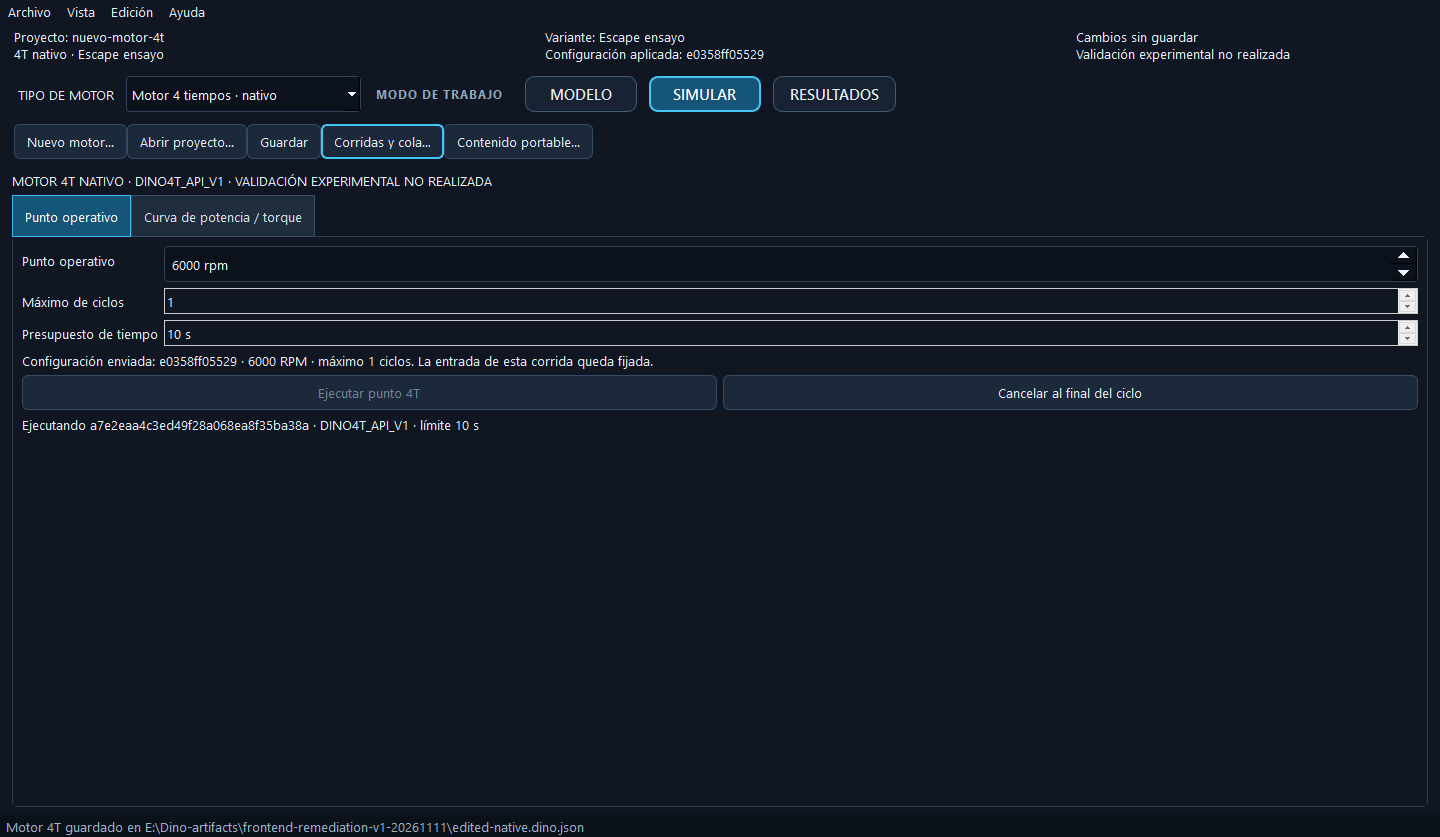 Archivo Vista Edición Ayuda
Proyecto: nuevo-motor-4t Variante: Escape ensayo Cambios sin guardar
4T nativo · Escape ensayo Configuración aplicada: e0358ff05529 Validación experimental no realizada
TIPO DE MOTOR Motor 4 tiempos · nativo MODO DE TRABAJO MODELO SIMULAR RESULTADOS
Nuevo motor... Abrir proyecto... Guardar Corridas y cola... Contenido portable...
MOTOR 4T NATIVO · DINO4T_API_V1 · VALIDACIÓN EXPERIMENTAL NO REALIZADA
Punto operativo Curva de potencia / torque
Punto operativo 6000 rpm
Máximo de ciclos 1
Presupuesto de tiempo 10 s
Configuración enviada: e0358ff05529 · 6000 RPM · máximo 1 ciclos. La entrada de esta corrida queda fijada.
Ejecutar punto 4T Cancelar al final del ciclo
Ejecutando a7e2eaa4c3ed49f28a068ea8f35ba38a · DINO4T_API_V1 · límite 10 s
Motor 4T guardado en E:\Dino-artifacts\frontend-remediation-v1-20261111\edited-native.dino.json